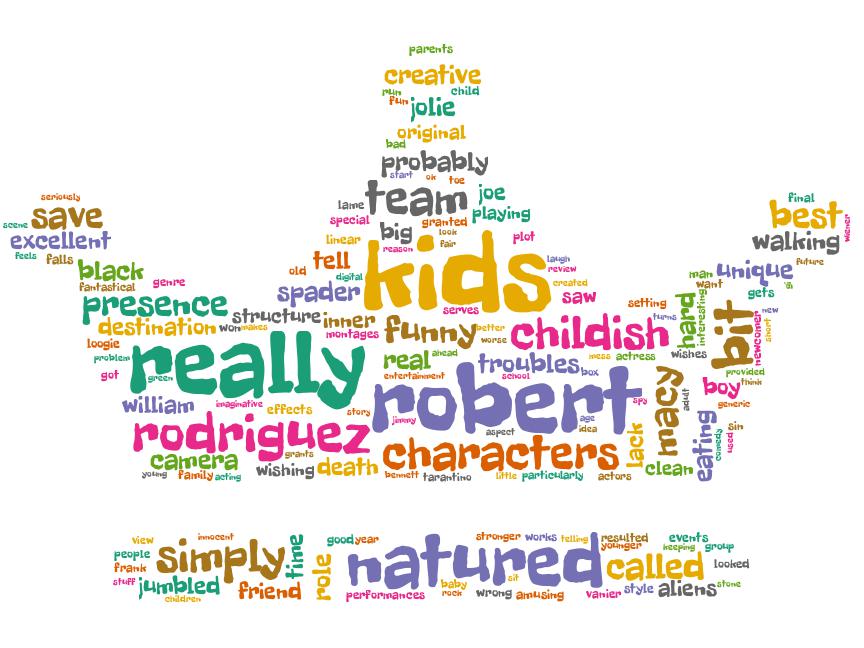 parents
creative
run child
fun jolie
original
bad
probably
start ok toe
team joe
lame playing
special granted
seriously
save
scene excellent
feels falls
final
best
wiener
walking
future
big look
linear fair plot
reason
kids
old tell
digital
laugh
review
created
saw
black
fantastical genre
spader
man unique
want gets
presence
structure
serves
setting
hard
interesting
bit
new
short
newcomer
destination won makes inner
montages
funny better
worse
childish
turns
loogie
problem
got
green
really
real ahead
entertainment
troubles box
school
mess actress
wishes
provided
think
boy
generic
william imaginative effects story
robert
spy
macy
adult
jimmy
aspect
age
idea
rodriguez
grants
characters
lack
eating
comedy
sin
used
camera
young family acting
wishing death
bennett tarantino
little particularly actors
clean
view innocent
people
frank
stuff
simply
time
jumbled
children
friend
role
good year
natured
stronger works telling resulted
younger
events
keeping group
called looked
performances
baby
rock
sit
wrong amusing
vanier style aliens stone